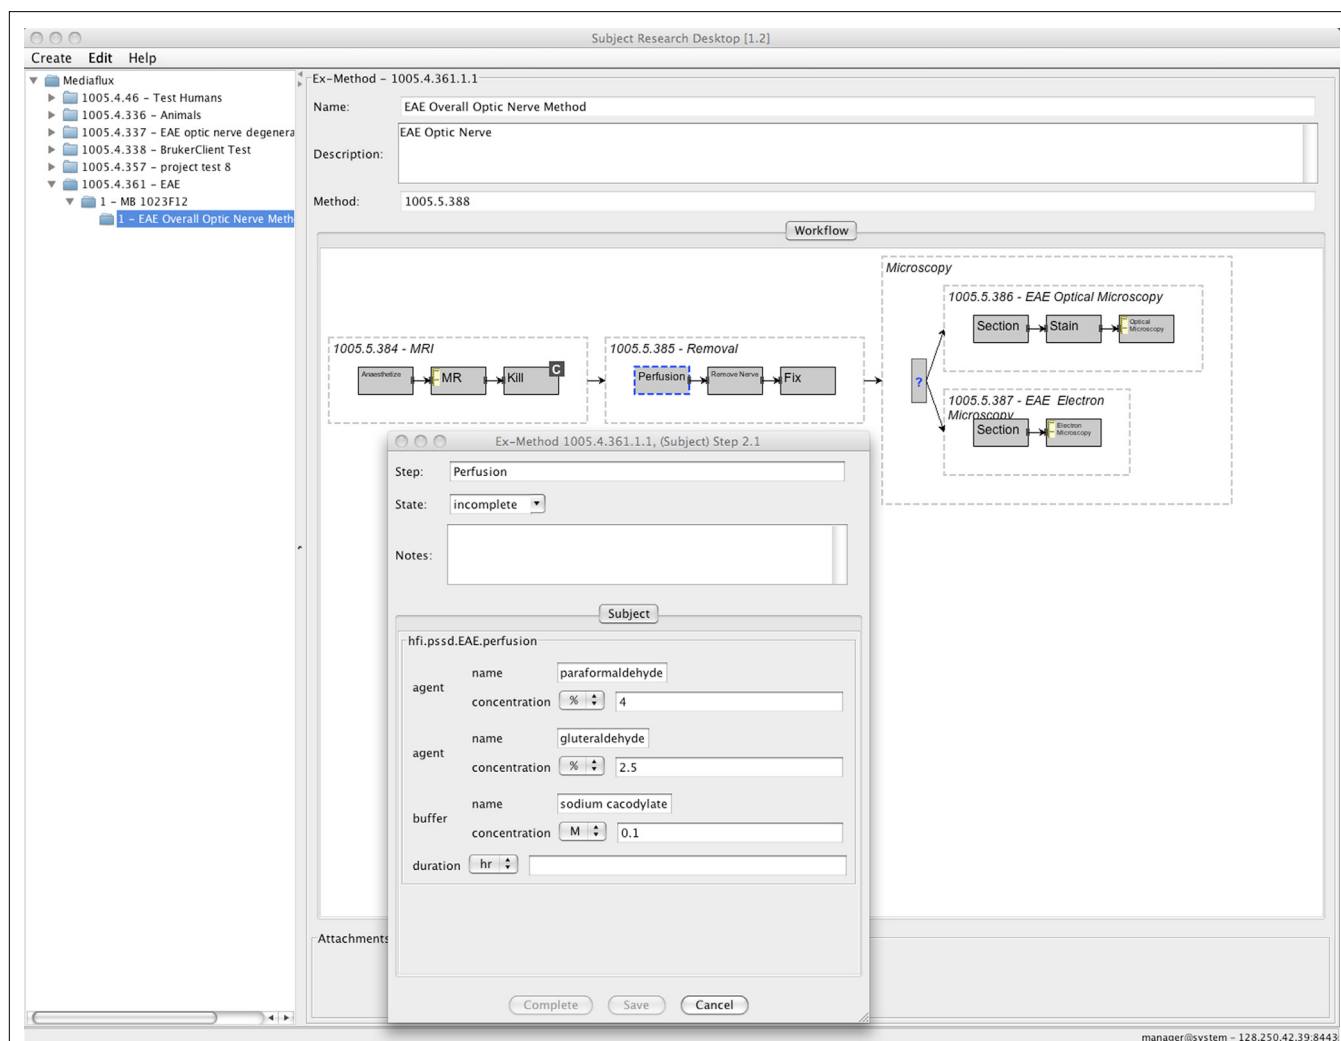 Subject Research Desktop [1.2]
Create Edit Help
Mediaflux
1005.4.46 - Test Humans
1005.4.336 - Animals
1005.4.337 - EAE optic nerve degenera
1005.4.338 - BrukerClient Test
1005.4.357 - project test 8
1005.4.361 - EAE
1 - MB 1023F12
1 - EAE Overall Optic Nerve Meth
Ex-Method - 1005.4.361.1.1
Name: EAE Overall Optic Nerve Method
Description: EAE Optic Nerve
Method: 1005.5.388
Workflow
1005.5.384 - MRI
Anaesthetize
MR
Kill
C
1005.5.385 - Removal
Perfusion
Remove Nerve
Fix
Microscopy
?
1005.5.386 - EAE Optical Microscopy
Section
Stain
Optical
Microscopy
1005.5.387 - EAE Electron
Microscopy
Section
Electron
Microscopy
Ex-Method 1005.4.361.1.1, (Subject) Step 2.1
Step: Perfusion
State: incomplete
Notes:
Subject
hfi.pssd.EAE.perfusion
agent
name paraformaldehyde
concentration % 4
agent
name gluteraldehyde
concentration % 2.5
buffer
name sodium cacodylate
concentration M 0.1
duration hr
Complete Save Cancel
Attachments
manager@system - 128.250.42.39:8443